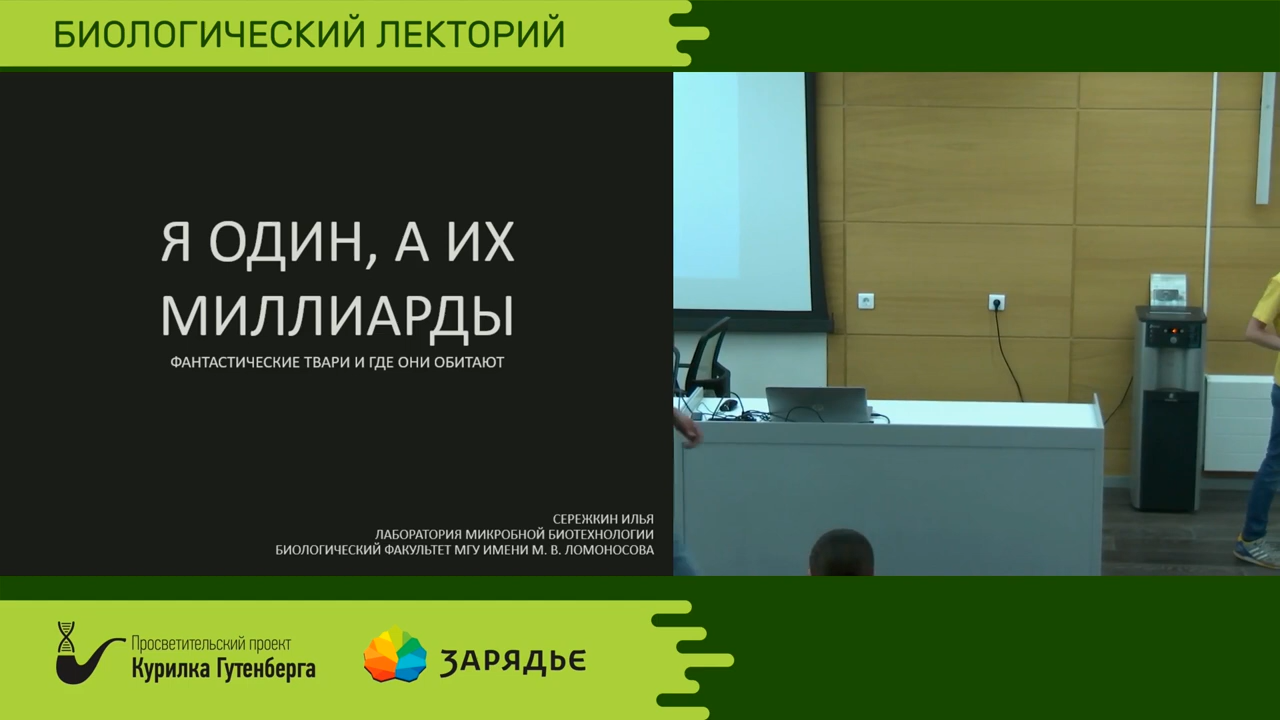 БИОЛОГИЧЕСКИЙ ЛЕКТОРИЙ
Я ОДИН, А ИХ
МИЛЛИАРДЫ
ФАНТАСТИЧЕСКИЕ ТВАРИ И ГДЕ ОНИ ОБИТАЮТ
СЕРЕЖКИН ИЛЬЯ
ЛАБОРАТОРИЯ МИКРОБНОЙ БИОТЕХНОЛОГИИ
БИОЛОГИЧЕСКИЙ ФАКУЛЬТЕТ МГУ ИМЕНИ М. В. ЛОМОНОСОВА
Просветительский проект
Курилка Гутенберга
ЗАРЯДЬЕ